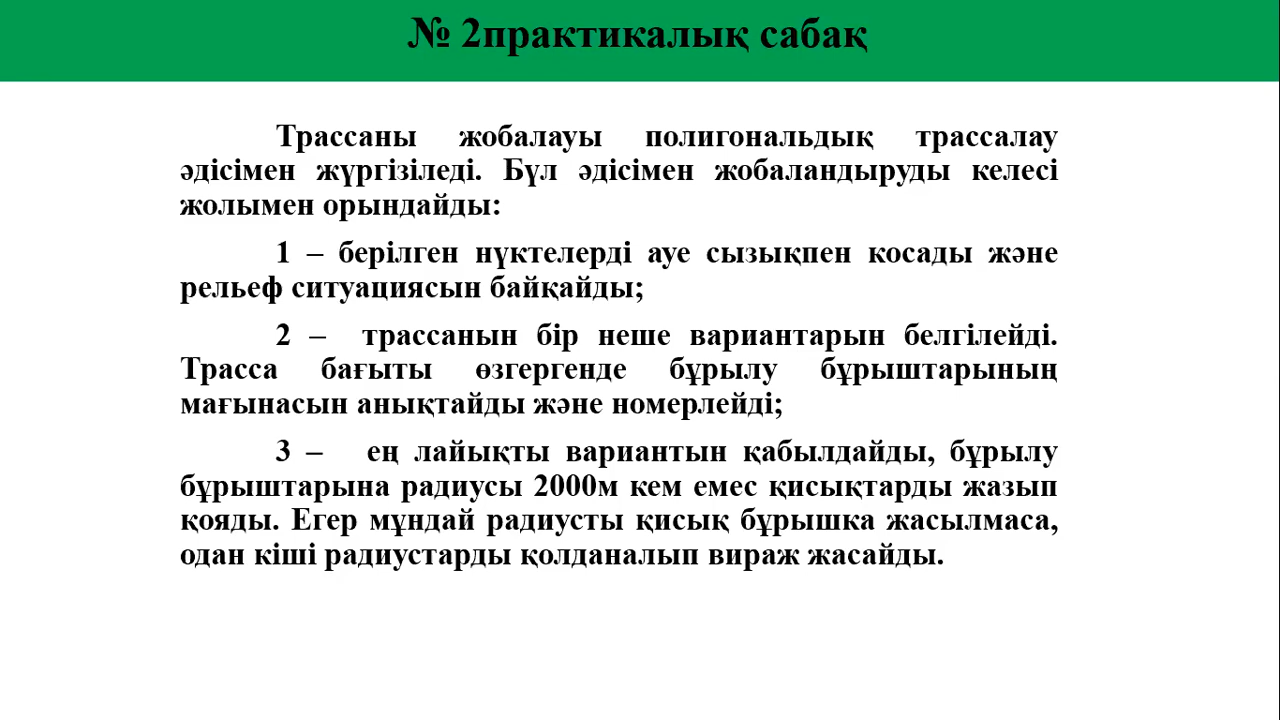 № 2практикалық сабақ
Трассаны жобалауы полигональдық трассалау
әдісімен жүргізіледі. Бұл әдісімен жобаландыруды келесі
жолымен орындайды:
1 – берілген нүктелерді ауе сызықпен косады және
рельеф ситуациясын байқайды;
2 – трассанын бір неше вариантарын белгілейді.
Трасса бағыты өзгергенде бұрылу бұрыштарының
мағынасын анықтайды және номерлейді;
3 – ең лайықты вариантын қабылдайды, бұрылу
бұрыштарына радиусы 2000м кем емес қисықтарды жазып
қояды. Егер мұндай радиусты қисық бұрышка жасылмаса,
одан кіші радиустарды қолданалып вираж жасайды.